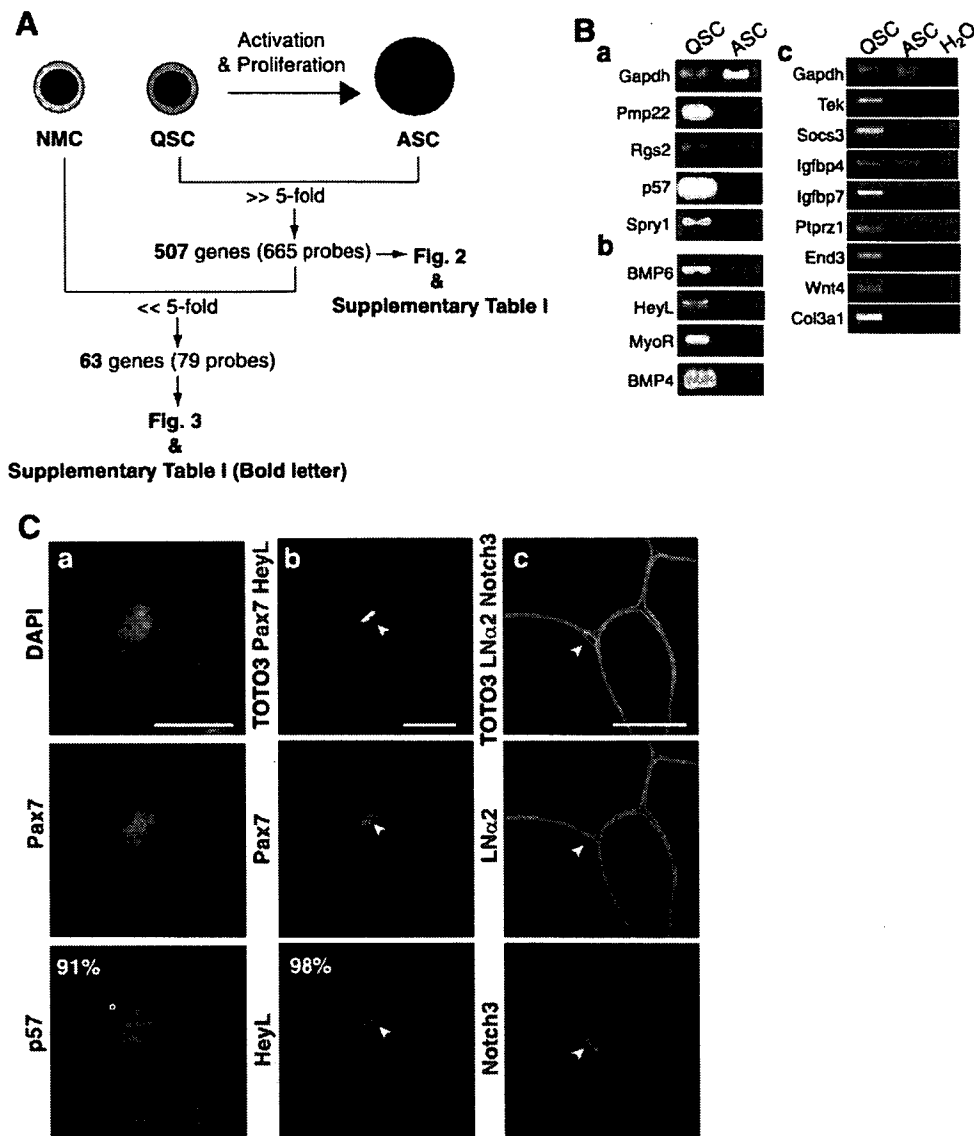 A
Activation
& Proliferation
NMC
QSC
ASC
>> 5-fold
507 genes (665 probes)
Fig. 2
&
Supplementary Table I
<< 5-fold
63 genes (79 probes)
Fig. 3
&
Supplementary Table I (Bold letter)
B
a
QSC
ASC
Gapdh
Pmp22
Rgs2
p57
Spry1
b
BMP6
HeyL
MyoR
BMP4
c
QSC
ASC
H2O
Gapdh
Tek
Socs3
Igfbp4
Igfbp7
Ptprz1
End3
Wnt4
Col3a1
C
a
DAPI
Pax7
91%
p57
b
TOTO3 Pax7 HeyL
Pax7
98%
HeyL
c
TOTO3 LNα2 Notch3
LNα2
Notch3